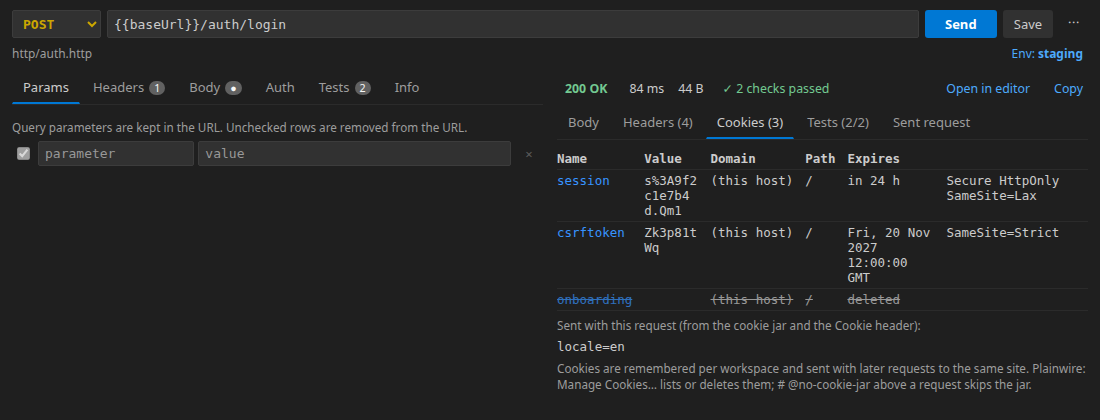 POST {{baseUrl}}/auth/login Send Save ...
http/auth.http Env: staging
Params Headers 1 Body ● Auth Tests 2 Info
Query parameters are kept in the URL. Unchecked rows are removed from the URL.
parameter value ×
200 OK 84 ms 44 B ✓ 2 checks passed Open in editor Copy
Body Headers (4) Cookies (3) Tests (2/2) Sent request
Name Value Domain Path Expires
session s%3A9f2 (this host) / in 24 h Secure HttpOnly
c1e7b4 SameSite=Lax
d.Qm1
csrftoken Zk3p81t (this host) / Fri, 20 Nov SameSite=Strict
Wq 2027
12:00:00
GMT
onboarding (this host) / deleted
Sent with this request (from the cookie jar and the Cookie header):
locale=en
Cookies are remembered per workspace and sent with later requests to the same site. Plainwire:
Manage Cookies... lists or deletes them; # @no-cookie-jar above a request skips the jar.